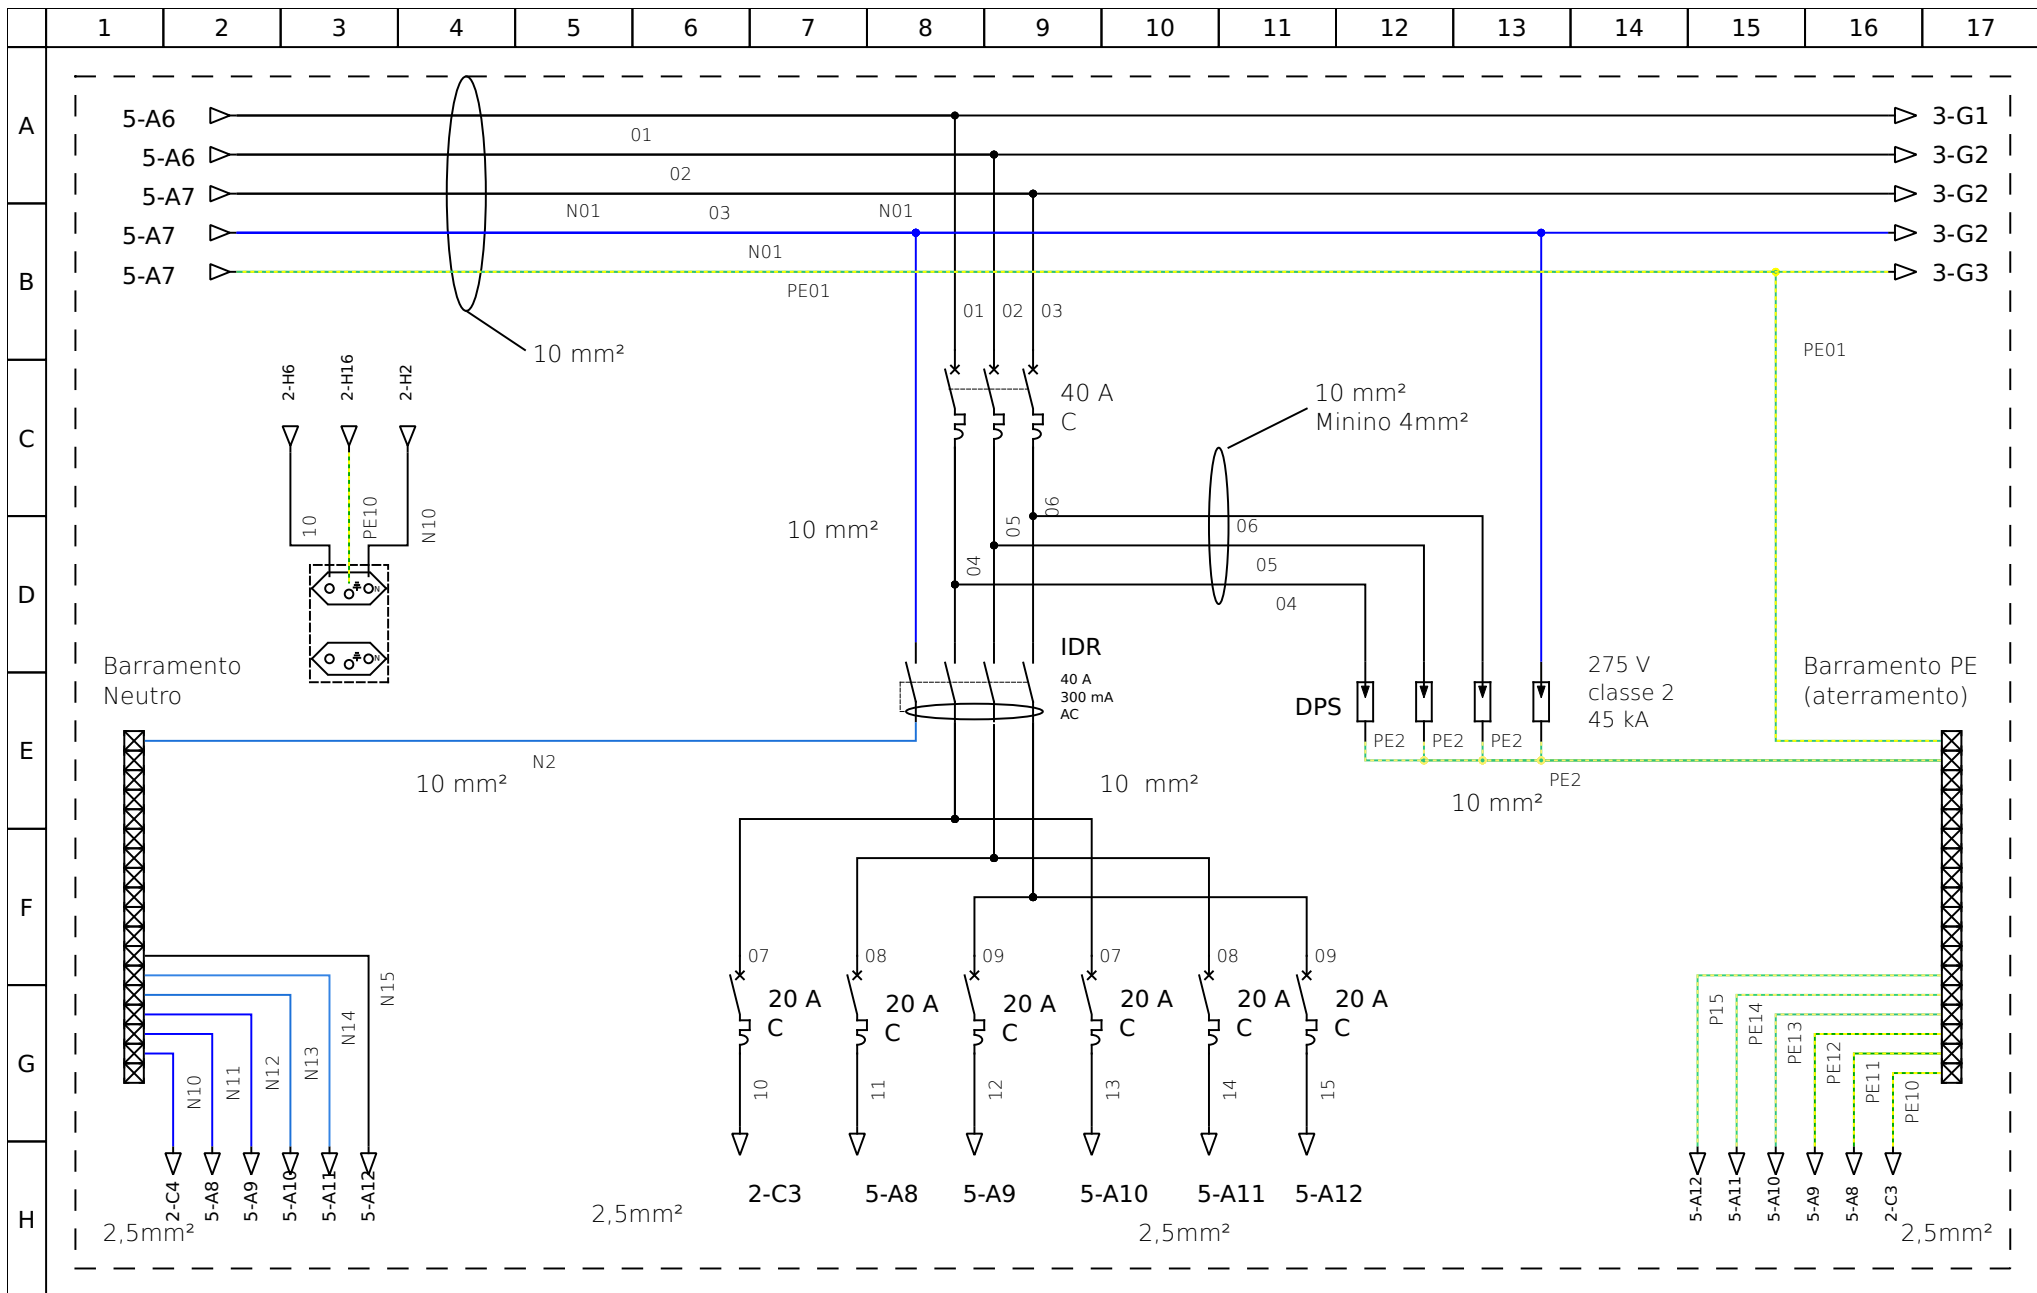 1 2 3 4 5 6 7 8 9 10 11 12 13 14 15 16 17
A
5-A6 3-G1
01
5-A6 3-G2
02
5-A7 3-G2
N01 03 N01
5-A7 3-G2
N01
B
5-A7 3-G3
PE01
01 02 03
PE01
10 mm²
2-H6 2-H16 2-H2
40 A
C
10 mm²
Minino 4mm²
C
10 PE10 N10
10 mm²
04 05 06
06
05
04
D
N
N
IDR
40 A
300 mA
AC
Barramento
Neutro
DPS
275 V
classe 2
45 kA
Barramento PE
(aterramento)
E
N2
PE2 PE2 PE2
PE2
10 mm²
10 mm²
10 mm²
F
07 08 09 07 08 09
20 A
C
20 A
C
20 A
C
20 A
C
20 A
C
20 A
C
G
N10 N11 N12 N13 N14 N15
10 11 12 13 14 15
P15 PE14 PE13 PE12 PE11 PE10
H
2-C4 5-A8 5-A9 5-A10 5-A11 5-A12
2-C3 5-A8 5-A9 5-A10 5-A11 5-A12
5-A12 5-A11 5-A10 5-A9 5-A8 2-C3
2,5mm²
2,5mm²
2,5mm²
2,5mm²